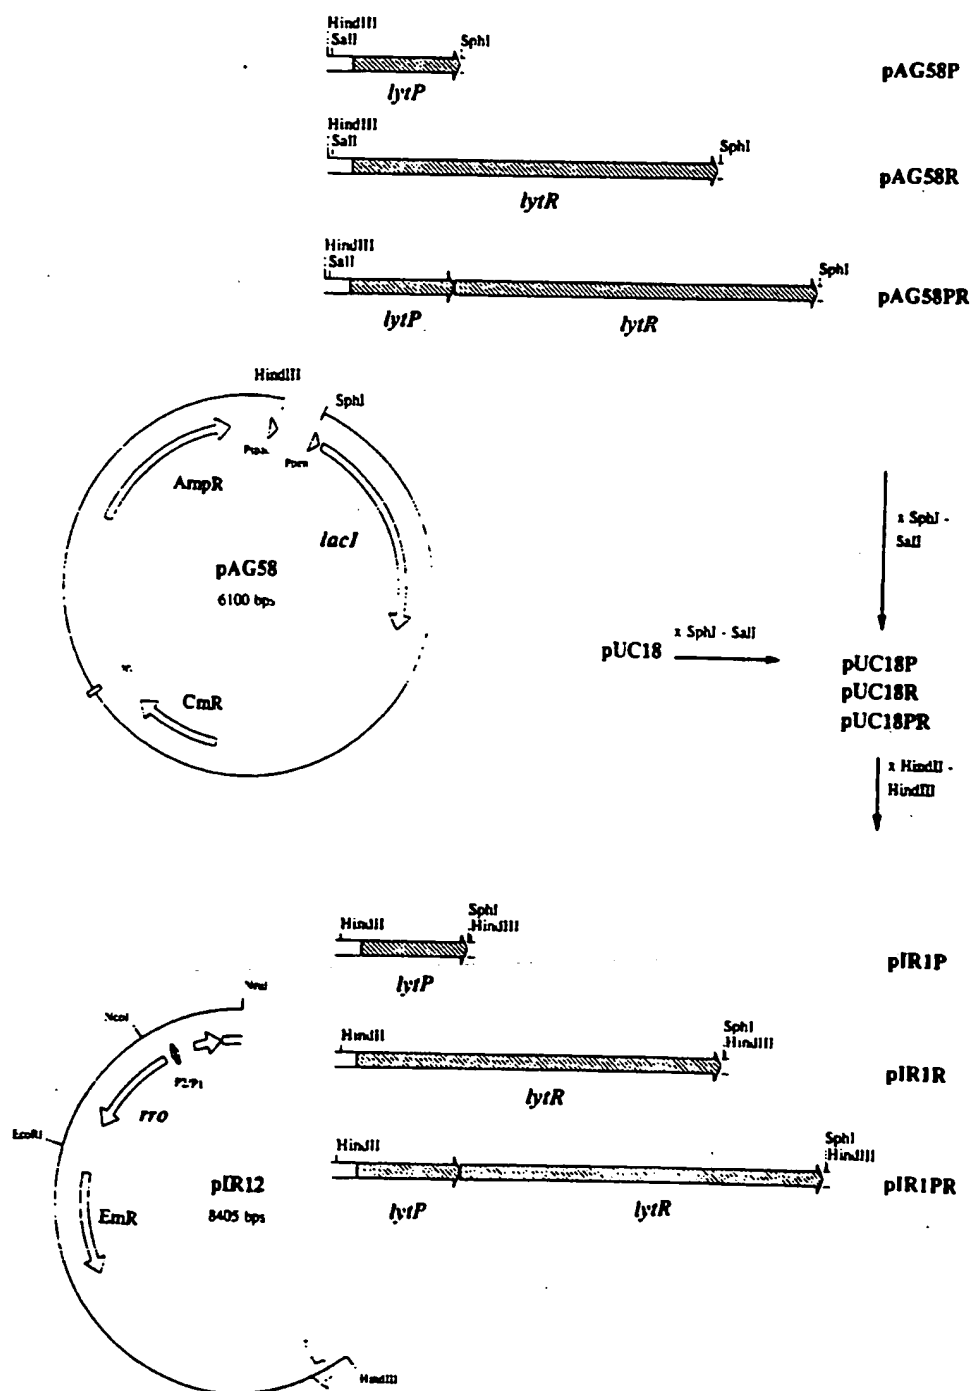 HindIII
SalI
SphI
lytP
pAG58P
HindIII
SalI
SphI
lytR
pAG58R
HindIII
SalI
SphI
lytP
lytR
pAG58PR
HindIII
SphI
AmpR
lacI
pAG58
6100 bps
CmR
x SphI -
SalI
pUC18
x SphI - SalI
pUC18P
pUC18R
pUC18PR
x HindII -
HindIII
HindII
SphI
HindIII
lytP
pIR1P
HindII
SphI
HindIII
lytR
pIR1R
HindII
SphI
HindIII
lytP
lytR
pIR1PR
NcoI
P2/P1
rro
EcoRI
pIR12
8405 bps
EmR
HindIII